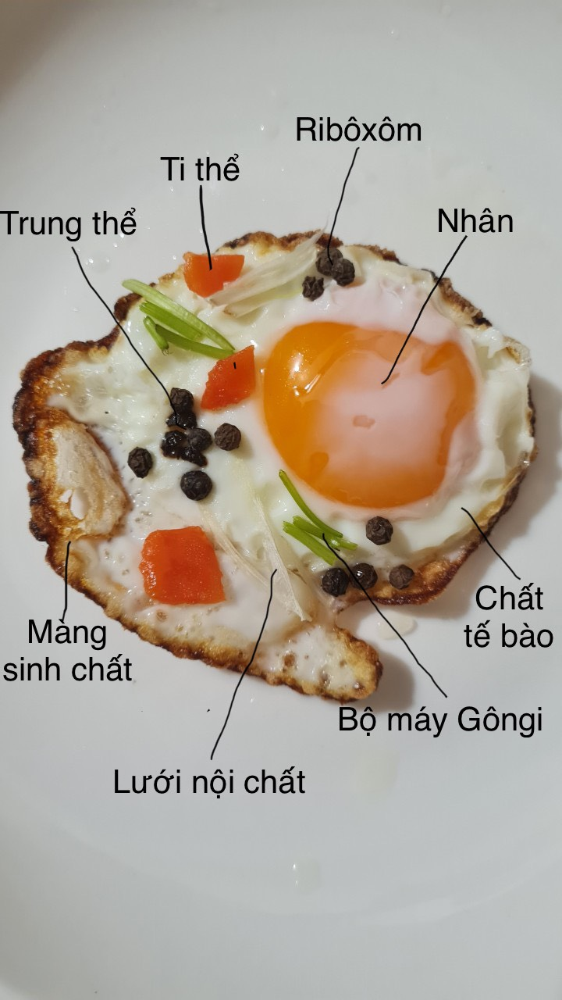 Ribôxôm
Ti thể
Trung thể
Nhân
Chất
tế bào
Màng
sinh chất
Bộ máy Gôngi
Lưới nội chất